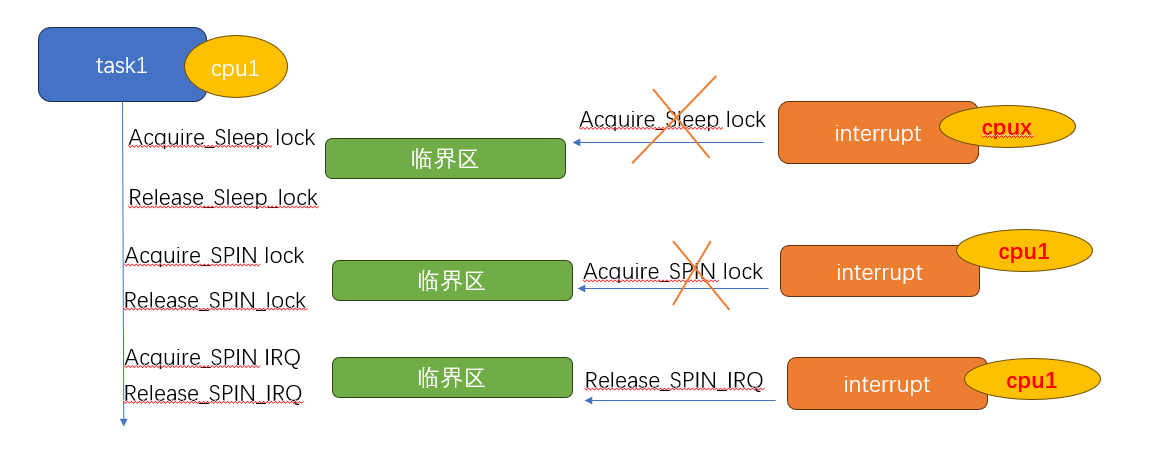 task1
cpu1
Acquire_Sleep lock
临界区
Acquire_Sleep lock
interrupt
cpux
Release_Sleep_lock
Acquire_SPIN lock
临界区
Acquire_SPIN lock
interrupt
cpu1
Release_SPIN_lock
Acquire_SPIN IRQ
临界区
Release_SPIN_IRQ
interrupt
cpu1
Release_SPIN_IRQ